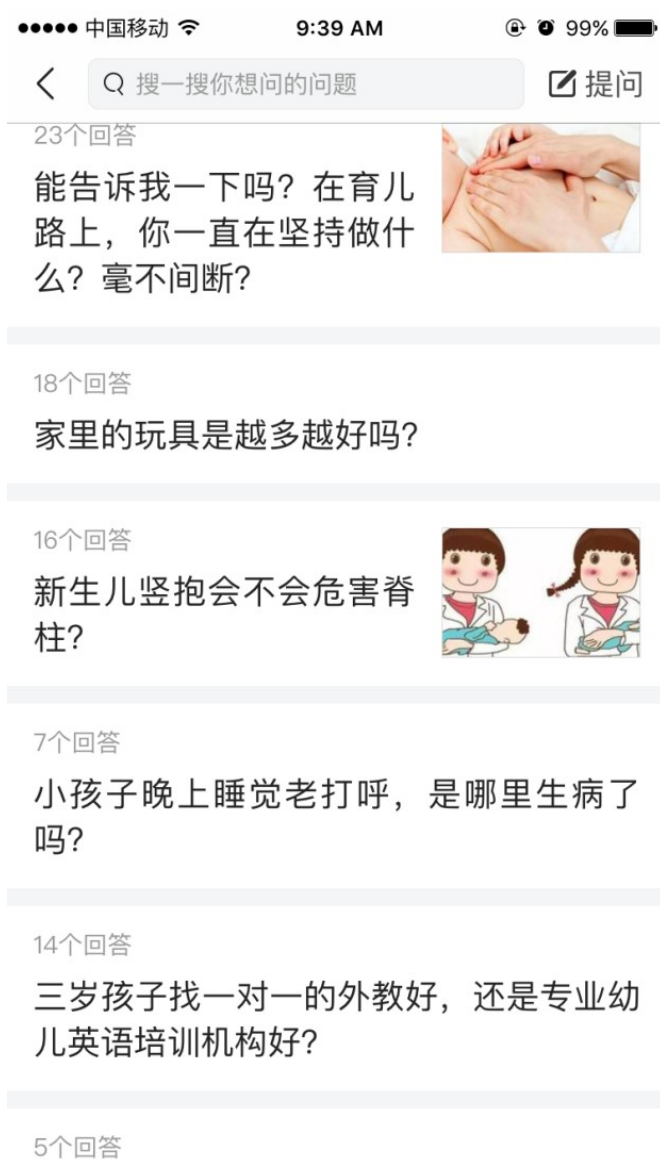 中国移动 9:39 AM 99%
搜一搜你想问的问题 提问
23个回答
能告诉我一下吗？在育儿
路上，你一直在坚持做什
么？毫不间断？
18个回答
家里的玩具是越多越好吗？
16个回答
新生儿竖抱会不会危害脊
柱？
7个回答
小孩子晚上睡觉老打呼，是哪里生病了
吗？
14个回答
三岁孩子找一对一的外教好，还是专业幼
儿英语培训机构好？
5个回答